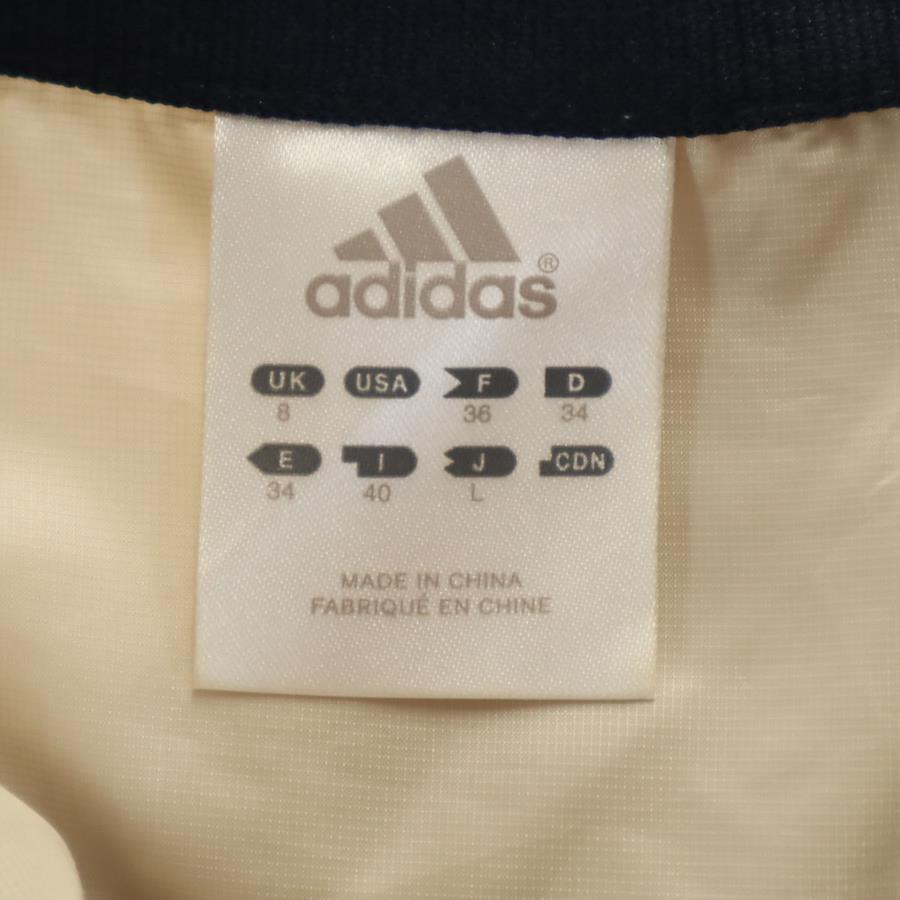 adidas®
UK USA F D
8 36 34
E I J CDN
34 40 L
MADE IN CHINA
FABRIQUÉ EN CHINE